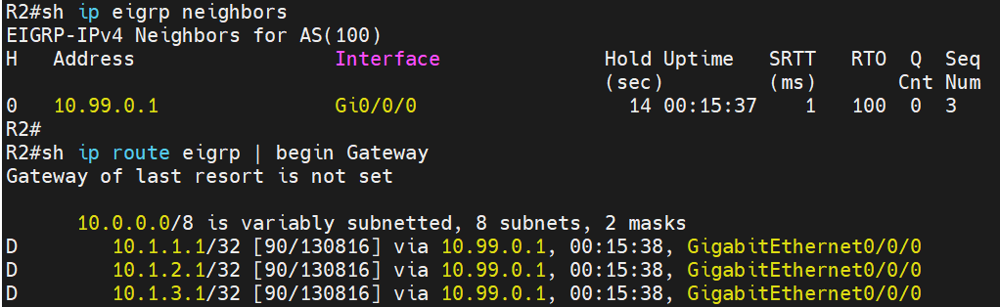 R2#sh ip eigrp neighbors
EIGRP-IPv4 Neighbors for AS(100)
H   Address                 Interface              Hold Uptime   SRTT   RTO  Q  Seq
                                                   (sec)         (ms)       Cnt Num
0   10.99.0.1               Gi0/0/0                  14 00:15:37    1   100  0  3
R2#
R2#sh ip route eigrp | begin Gateway
Gateway of last resort is not set

      10.0.0.0/8 is variably subnetted, 8 subnets, 2 masks
D        10.1.1.1/32 [90/130816] via 10.99.0.1, 00:15:38, GigabitEthernet0/0/0
D        10.1.2.1/32 [90/130816] via 10.99.0.1, 00:15:38, GigabitEthernet0/0/0
D        10.1.3.1/32 [90/130816] via 10.99.0.1, 00:15:38, GigabitEthernet0/0/0